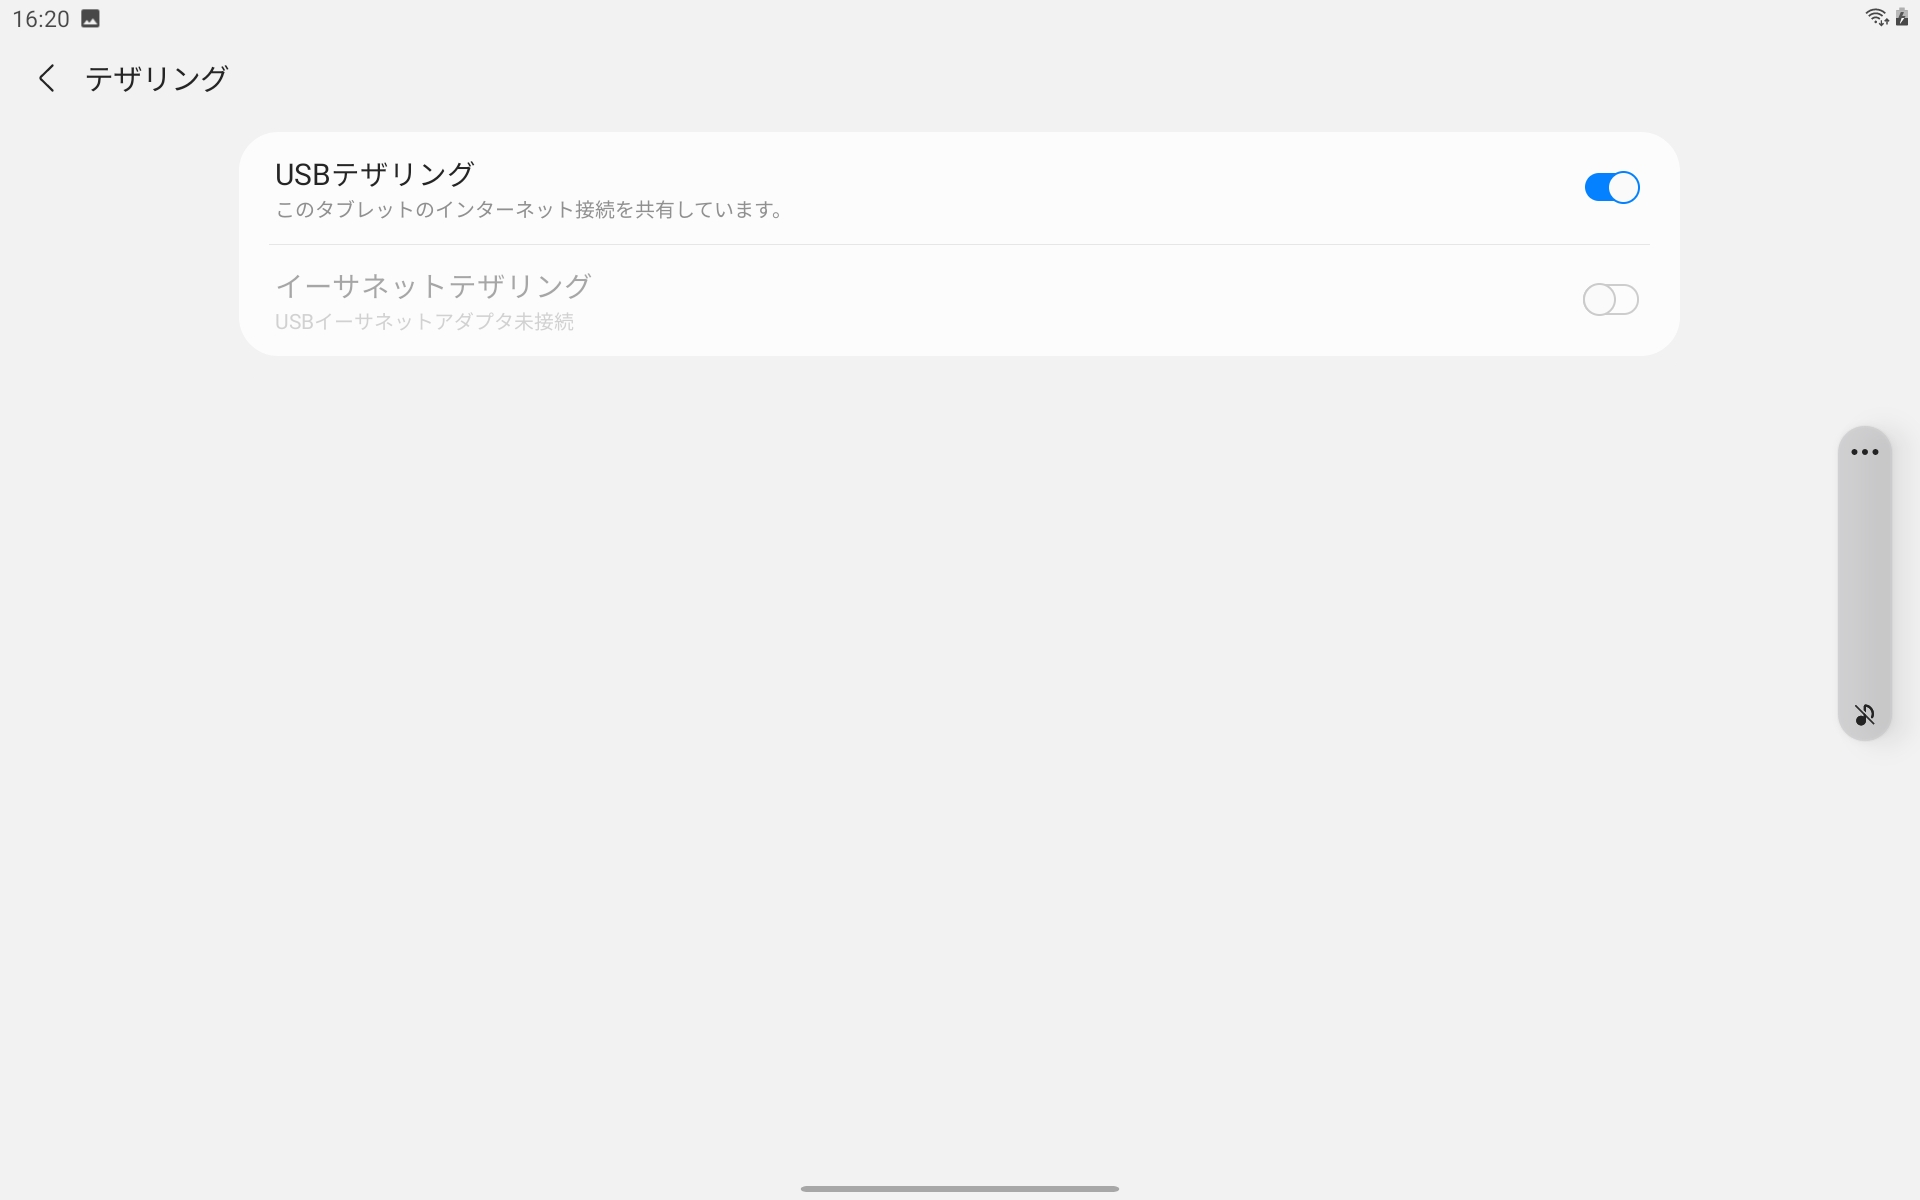 16:20
テザリング
USBテザリング
このタブレットのインターネット接続を共有しています。
イーサネットテザリング
USBイーサネットアダプタ未接続